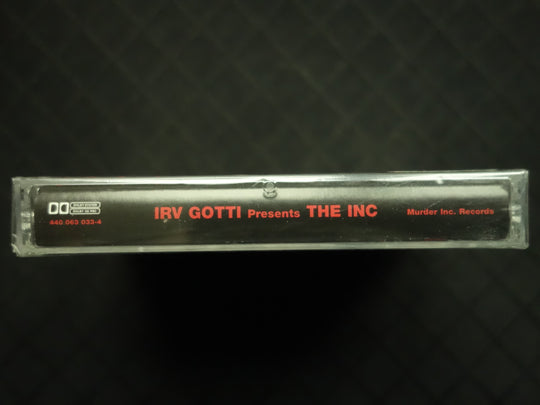 440 063 033-4
IRV GOTTI Presents THE INC
Murder Inc. Records